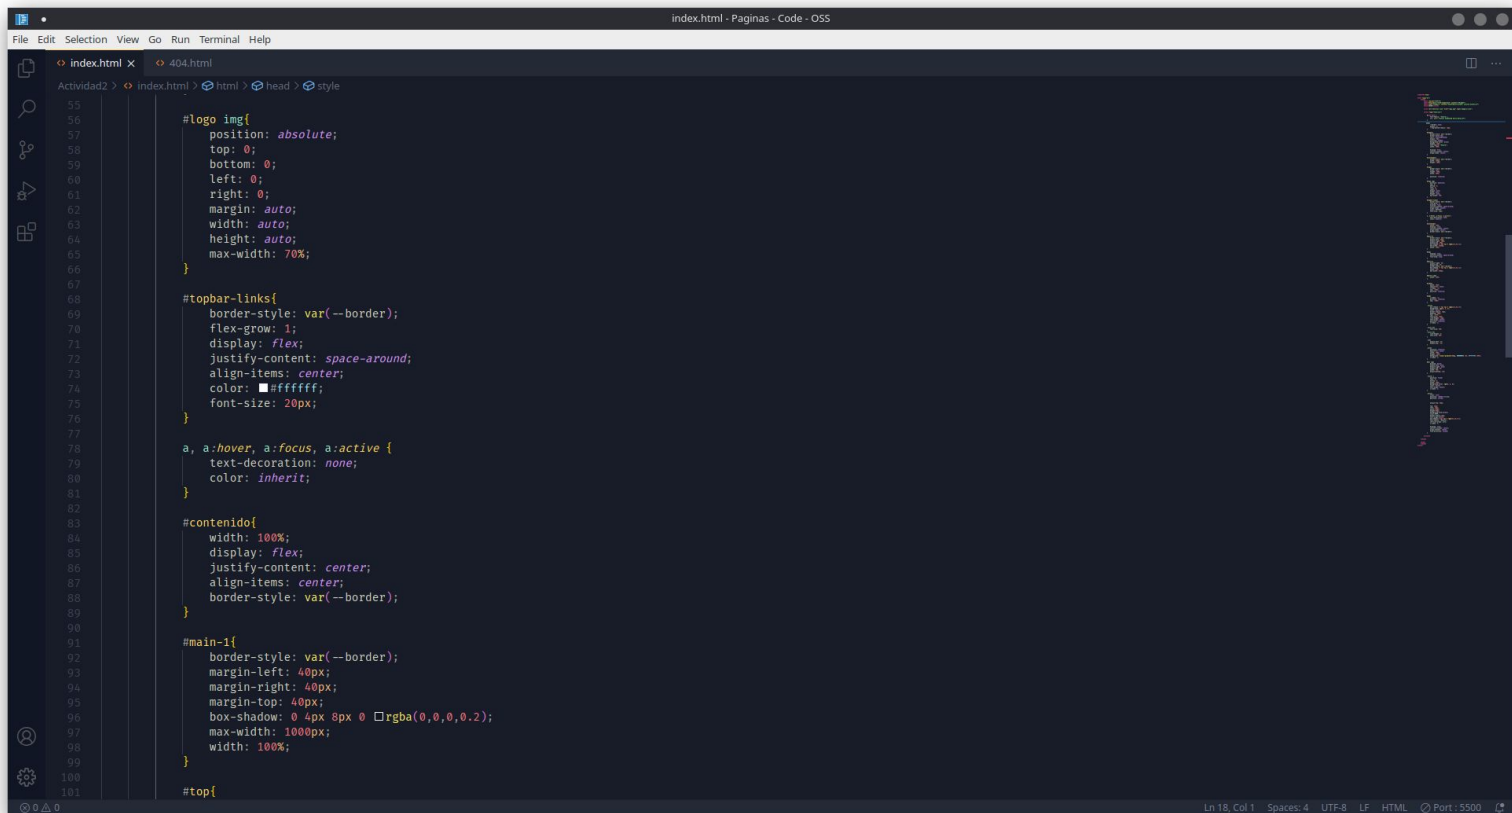 index.html - Paginas - Code - OSS
File Edit Selection View Go Run Terminal Help
index.html 404.html
Actividad2 > index.html > html > head > style
55
56 #logo img{
57 position: absolute;
58 top: 0;
59 bottom: 0;
60 left: 0;
61 right: 0;
62 margin: auto;
63 width: auto;
64 height: auto;
65 max-width: 70%;
66 }
67
68 #topbar-links{
69 border-style: var(--border);
70 flex-grow: 1;
71 display: flex;
72 justify-content: space-around;
73 align-items: center;
74 color: #ffffff;
75 font-size: 20px;
76 }
77
78 a, a:hover, a:focus, a:active {
79 text-decoration: none;
80 color: inherit;
81 }
82
83 #contenido{
84 width: 100%;
85 display: flex;
86 justify-content: center;
87 align-items: center;
88 border-style: var(--border);
89 }
90
91 #main-1{
92 border-style: var(--border);
93 margin-left: 40px;
94 margin-right: 40px;
95 margin-top: 40px;
96 box-shadow: 0 4px 8px 0 rgba(0,0,0,0.2);
97 max-width: 1000px;
98 width: 100%;
99 }
100
101 #top{
0 0 Ln 18, Col 1 Spaces: 4 UTF-8 LF HTML Port : 5500